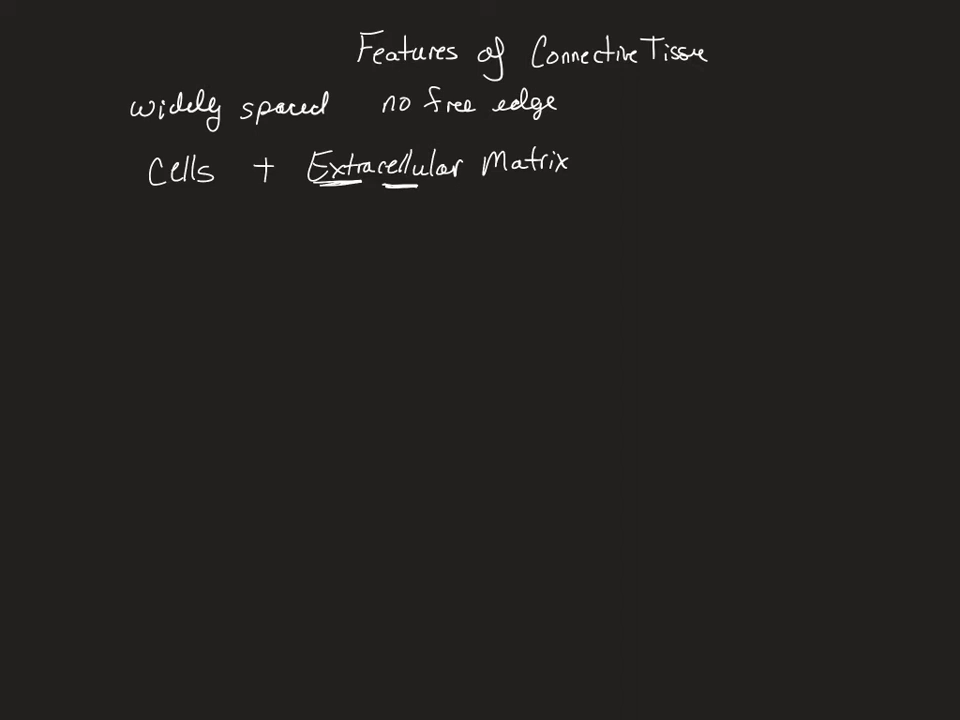 Features of Connective Tissue
widely spaced no free edge
Cells + Extracellular Matrix